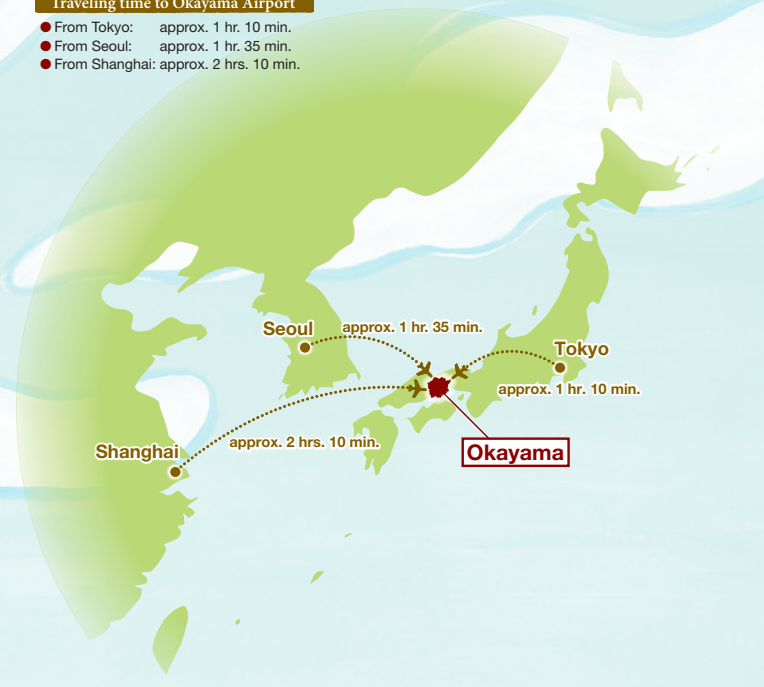 Traveling time to Okayama Airport
● From Tokyo: approx. 1 hr. 10 min.
● From Seoul: approx. 1 hr. 35 min.
● From Shanghai: approx. 2 hrs. 10 min.
Seoul
approx. 1 hr. 35 min.
Tokyo
approx. 1 hr. 10 min.
approx. 2 hrs. 10 min.
Shanghai
Okayama